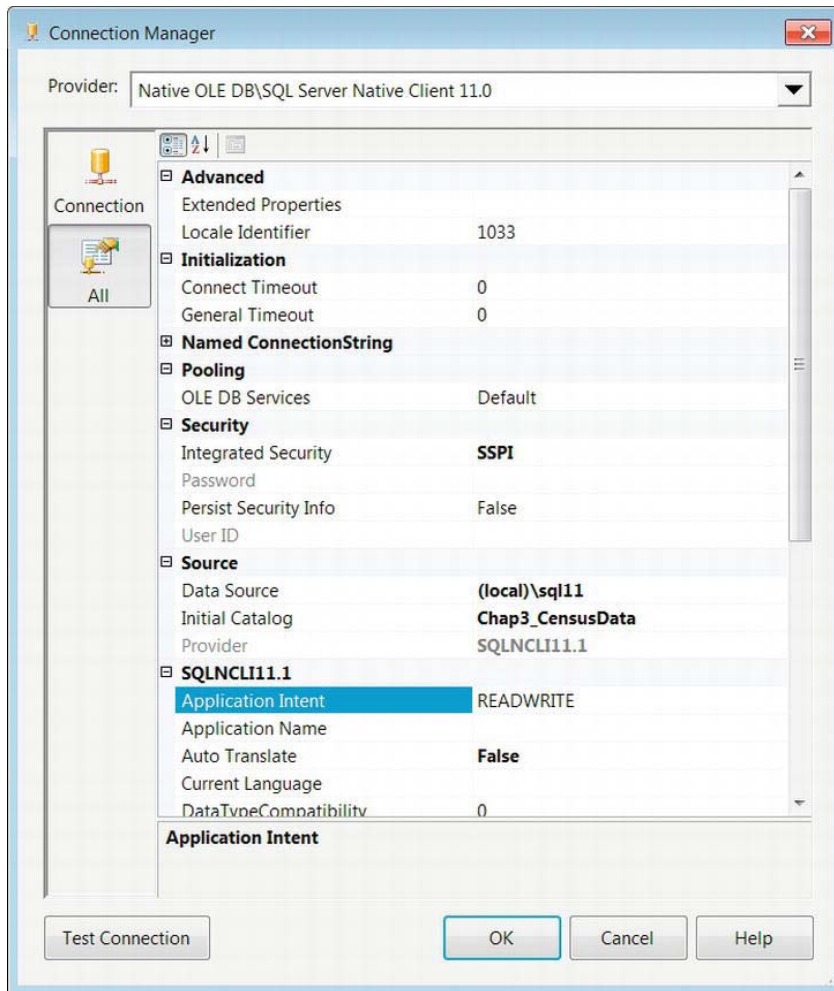 Connection Manager
Provider: Native OLE DB\SQL Server Native Client 11.0
Connection
All
Advanced
Extended Properties
Locale Identifier 1033
Initialization
Connect Timeout 0
General Timeout 0
Named ConnectionString
Pooling
OLE DB Services Default
Security
Integrated Security SSPI
Password
Persist Security Info False
User ID
Source
Data Source (local)\sql11
Initial Catalog Chap3_CensusData
Provider SQLNCLI11.1
SQLNCLI11.1
Application Intent READWRITE
Application Name
Auto Translate False
Current Language
DataTypeCompatibility 0
Application Intent
Test Connection OK Cancel Help